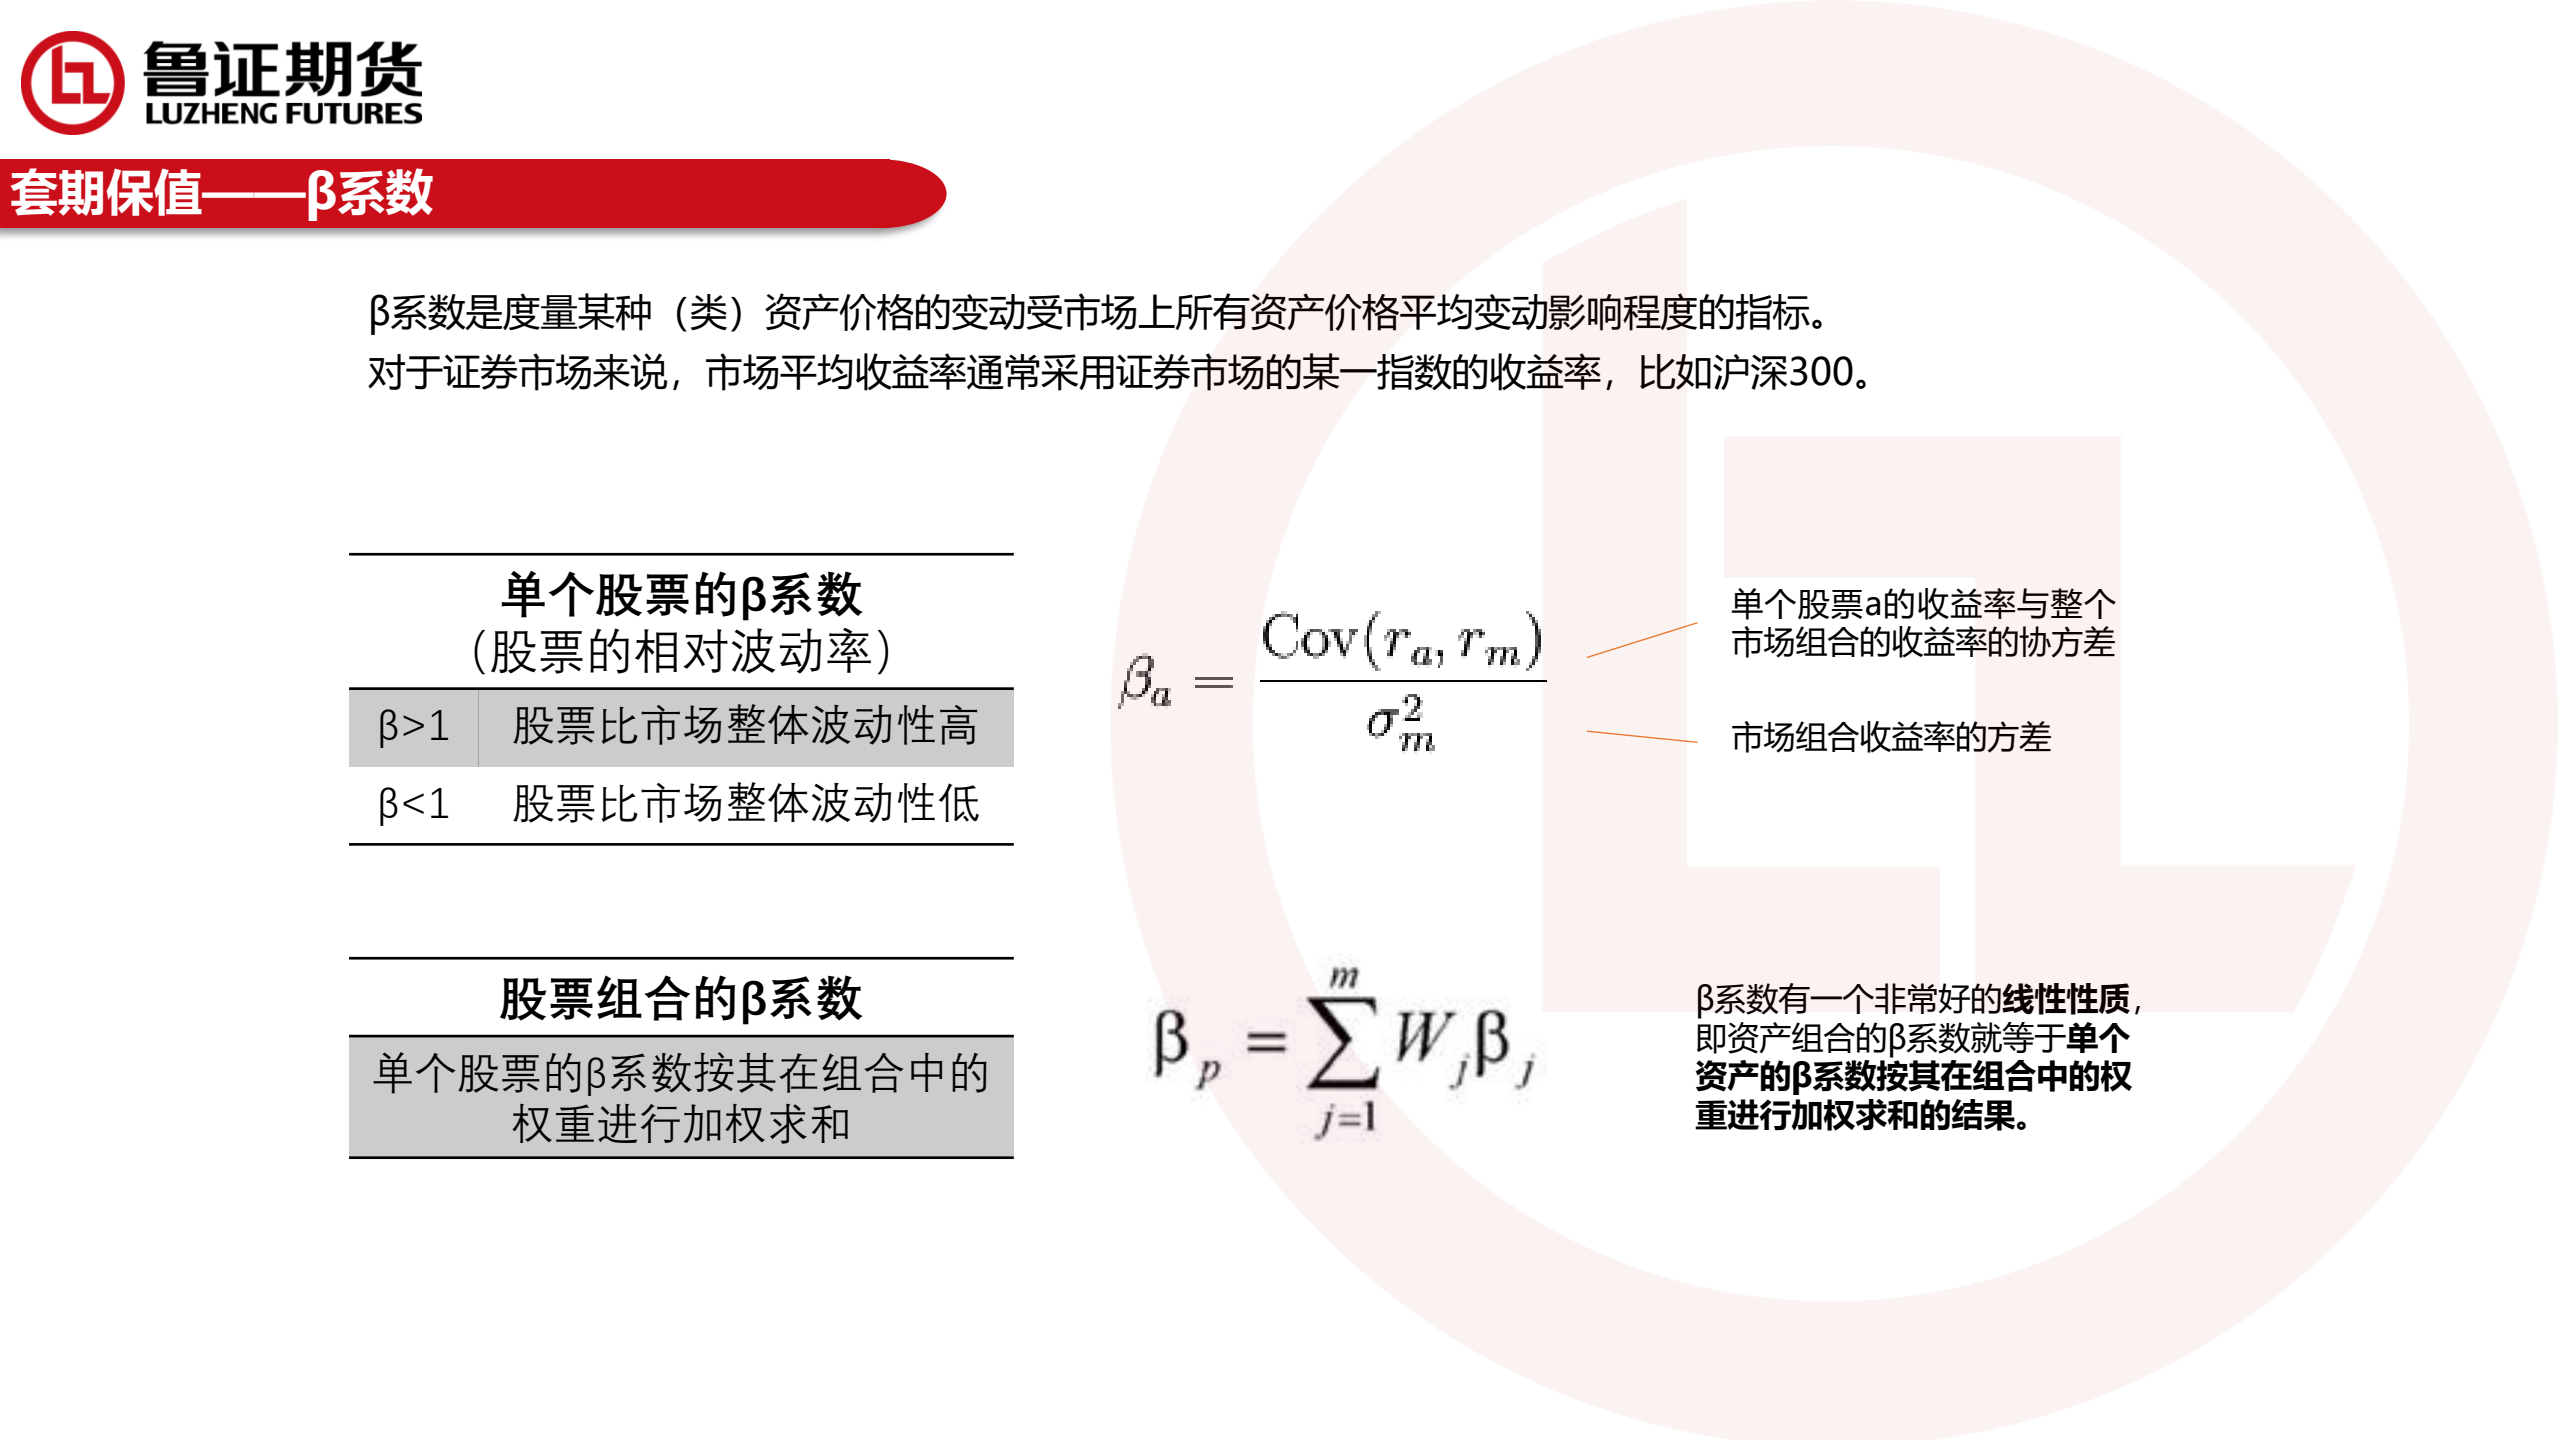 鲁证期货
LUZHENG FUTURES
套期保值——β系数
β系数是度量某种（类）资产价格的变动受市场上所有资产价格平均变动影响程度的指标。
对于证券市场来说，市场平均收益率通常采用证券市场的某一指数的收益率，比如沪深300。
单个股票的β系数
（股票的相对波动率）
β>1 股票比市场整体波动性高
β<1 股票比市场整体波动性低
βₐ = Cov(rₐ, rₘ) / σ²ₘ
单个股票a的收益率与整个
市场组合的收益率的协方差
市场组合收益率的方差
股票组合的β系数
单个股票的β系数按其在组合中的
权重进行加权求和
m
β p = ∑ W j β j
j=1
β系数有一个非常好的线性性质，
即资产组合的β系数就等于单个
资产的β系数按其在组合中的权
重进行加权求和的结果。